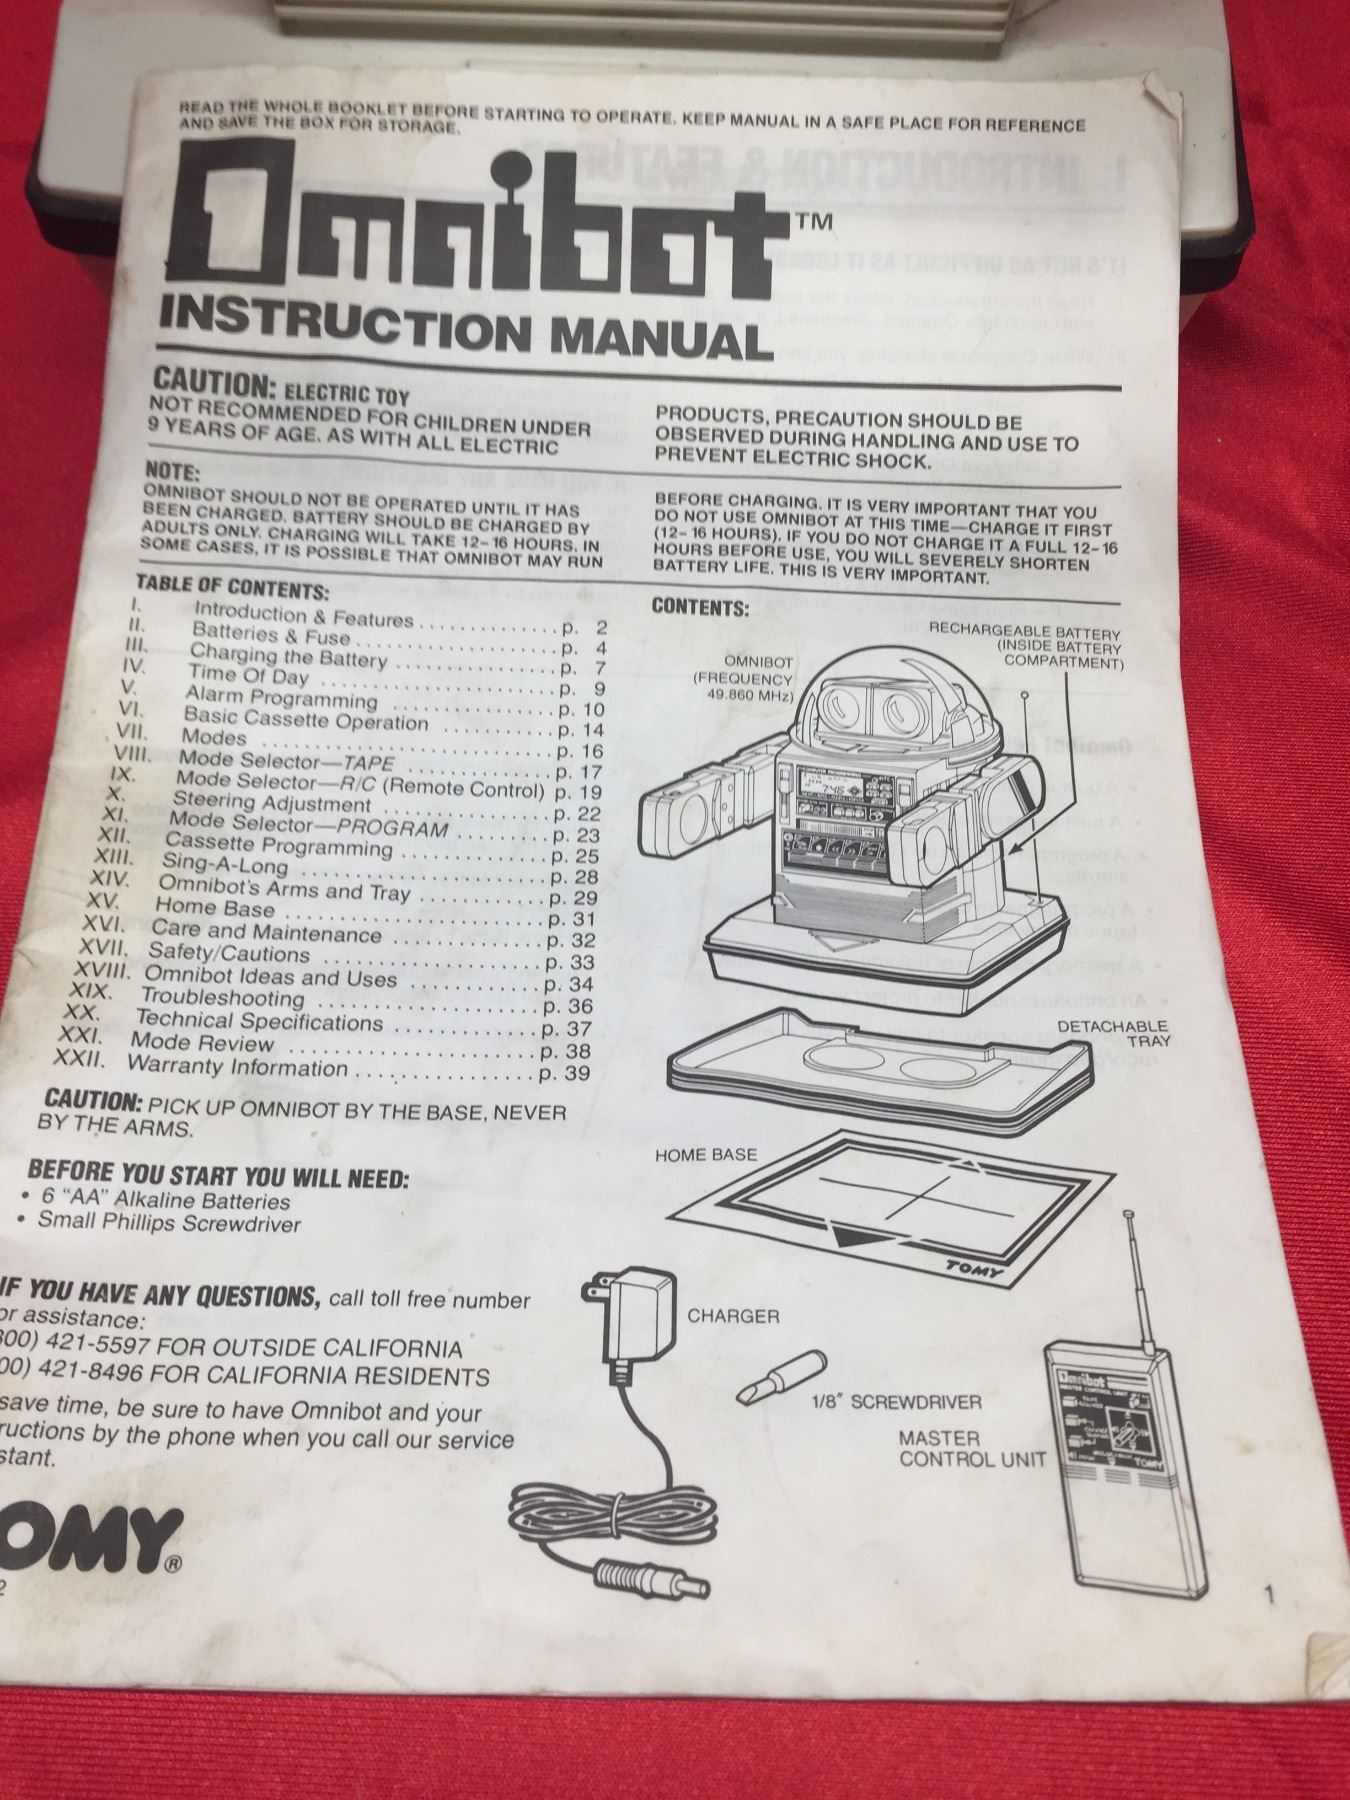 READ THE WHOLE BOOKLET BEFORE STARTING TO OPERATE. KEEP MANUAL IN A SAFE PLACE FOR REFERENCE
AND SAVE THE BOX FOR STORAGE.
Omnibot™
INSTRUCTION MANUAL
CAUTION: ELECTRIC TOY
NOT RECOMMENDED FOR CHILDREN UNDER
9 YEARS OF AGE. AS WITH ALL ELECTRIC
PRODUCTS, PRECAUTION SHOULD BE
OBSERVED DURING HANDLING AND USE TO
PREVENT ELECTRIC SHOCK.
NOTE:
OMNIBOT SHOULD NOT BE OPERATED UNTIL IT HAS
BEEN CHARGED. BATTERY SHOULD BE CHARGED BY
ADULTS ONLY. CHARGING WILL TAKE 12-16 HOURS. IN
SOME CASES, IT IS POSSIBLE THAT OMNIBOT MAY RUN
BEFORE CHARGING. IT IS VERY IMPORTANT THAT YOU
DO NOT USE OMNIBOT AT THIS TIME—CHARGE IT FIRST
(12-16 HOURS). IF YOU DO NOT CHARGE IT A FULL 12-16
HOURS BEFORE USE, YOU WILL SEVERELY SHORTEN
BATTERY LIFE. THIS IS VERY IMPORTANT.
TABLE OF CONTENTS:
I. Introduction & Features .............. p. 2
II. Batteries & Fuse .................... p. 4
III. Charging the Battery ................ p. 7
IV. Time Of Day ........................ p. 9
V. Alarm Programming ................ p. 10
VI. Basic Cassette Operation ........... p. 14
VII. Modes ............................. p. 16
VIII. Mode Selector—TAPE .............. p. 17
IX. Mode Selector—R/C (Remote Control) p. 19
X. Steering Adjustment ................ p. 22
XI. Mode Selector—PROGRAM ........ p. 23
XII. Cassette Programming .............. p. 25
XIII. Sing-A-Long ........................ p. 28
XIV. Omnibot's Arms and Tray ............ p. 29
XV. Home Base ........................ p. 31
XVI. Care and Maintenance .............. p. 32
XVII. Safety/Cautions .................... p. 33
XVIII. Omnibot Ideas and Uses ............ p. 34
XIX. Troubleshooting .................... p. 36
XX. Technical Specifications ............. p. 37
XXI. Mode Review ....................... p. 38
XXII. Warranty Information ................ p. 39
CAUTION: PICK UP OMNIBOT BY THE BASE, NEVER
BY THE ARMS.
BEFORE YOU START YOU WILL NEED:
• 6 "AA" Alkaline Batteries
• Small Phillips Screwdriver
IF YOU HAVE ANY QUESTIONS, call toll free number
or assistance:
00) 421-5597 FOR OUTSIDE CALIFORNIA
00) 421-8496 FOR CALIFORNIA RESIDENTS
save time, be sure to have Omnibot and your
ructions by the phone when you call our service
stant.
OMY®
2
CONTENTS:
OMNIBOT
(FREQUENCY
49.860 MHz)
RECHARGEABLE BATTERY
(INSIDE BATTERY
COMPARTMENT)
DETACHABLE
TRAY
HOME BASE
TOMY
CHARGER
1/8" SCREWDRIVER
MASTER
CONTROL UNIT
Omnibot
MASTER CONTROL UNIT
TOMY
1